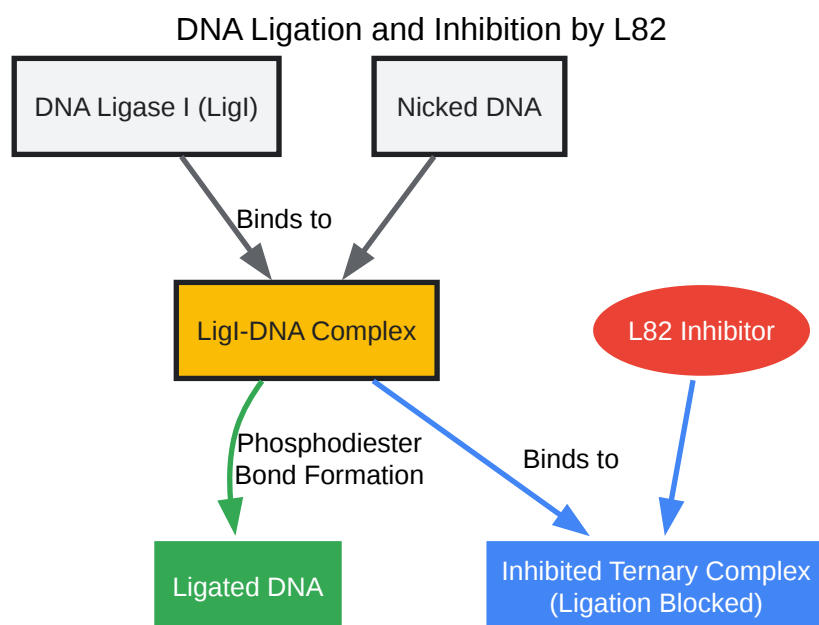 DNA Ligation and Inhibition by L82
DNA Ligase I (LigI)
Nicked DNA
Binds to
LigI-DNA Complex
L82 Inhibitor
Phosphodiester
Bond Formation
Binds to
Ligated DNA
Inhibited Ternary Complex
(Ligation Blocked)